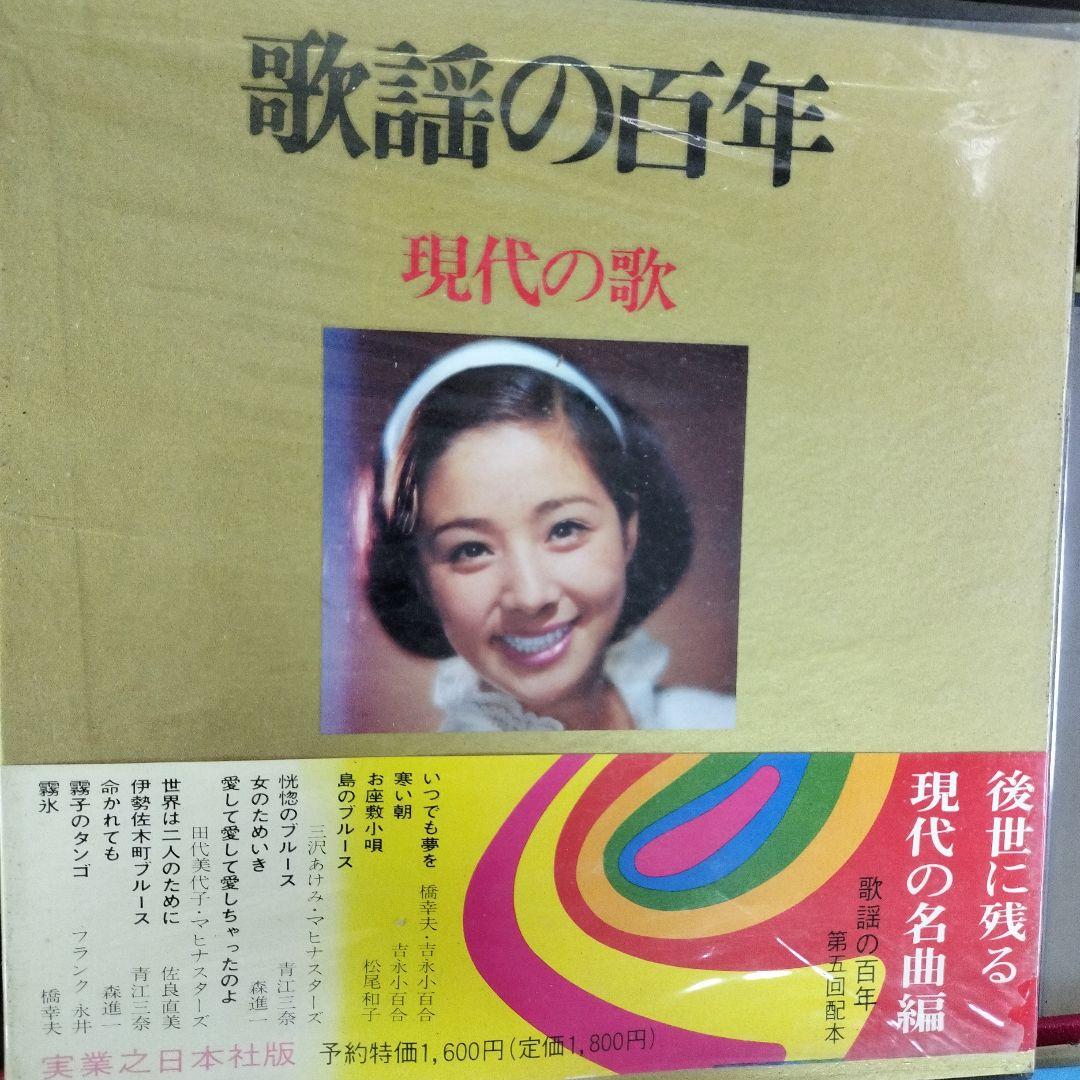 歌謡の百年
現代の歌
後世に残る
現代の名曲編
歌謡の百年
第五回配本
いつでも夢を 橋幸夫・吉永小百合
寒い朝 吉永小百合
お座敷小唄 松尾和子
島のブルース 三沢あけみ・マヒナスターズ
恍惚のブルース 青江三奈
女のためいき 森進一
愛して愛して愛しちゃったのよ 田代美代子・マヒナスターズ
世界は二人のために 佐良直美
伊勢佐木町ブルース 青江三奈
命かれても 森進一
霧子のタンゴ フランク永井
霧氷 橋幸夫
実業之日本社版
予約特価1,600円(定価1,800円)